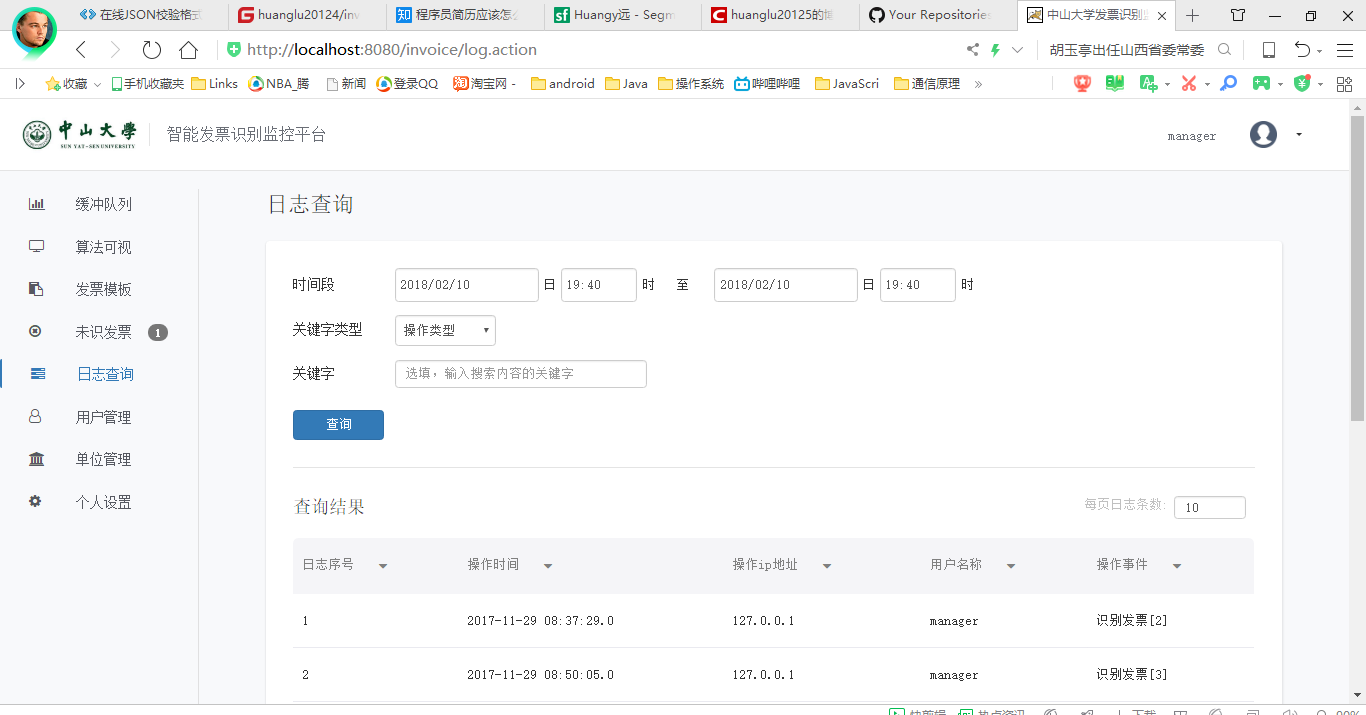 在线JSON校验格式 huanglu20124/inv 程序员简历应该怎么 Huangy远 - Segm huanglu20125的博 Your Repositories 中山大学发票识别监
http://localhost:8080/invoice/log.action 胡玉亭出任山西省委常委
收藏 手机收藏夹 Links NBA_腾 新闻 登录QQ 淘宝网 - android Java 操作系统 哔哩哔哩 JavaScri 通信原理 »
中山大學 SUN YAT-SEN UNIVERSITY 智能发票识别监控平台 manager
缓冲队列
算法可视
发票模板
未识发票 1
日志查询
用户管理
单位管理
个人设置
日志查询
时间段 2018/02/10 日 19:40 时 至 2018/02/10 日 19:40 时
关键字类型 操作类型
关键字 选填，输入搜索内容的关键字
查询
查询结果 每页日志条数: 10
日志序号 操作时间 操作ip地址 用户名称 操作事件
1 2017-11-29 08:37:29.0 127.0.0.1 manager 识别发票[2]
2 2017-11-29 08:50:05.0 127.0.0.1 manager 识别发票[3]